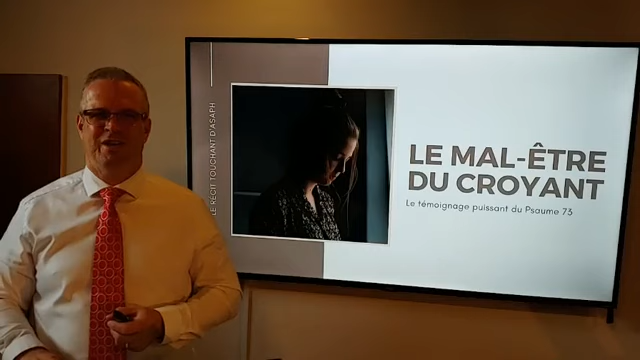 LE RÉCIT TOUCHANT D'ASAPH
LE MAL-ÊTRE
DU CROYANT
Le témoignage puissant du Psaume 73